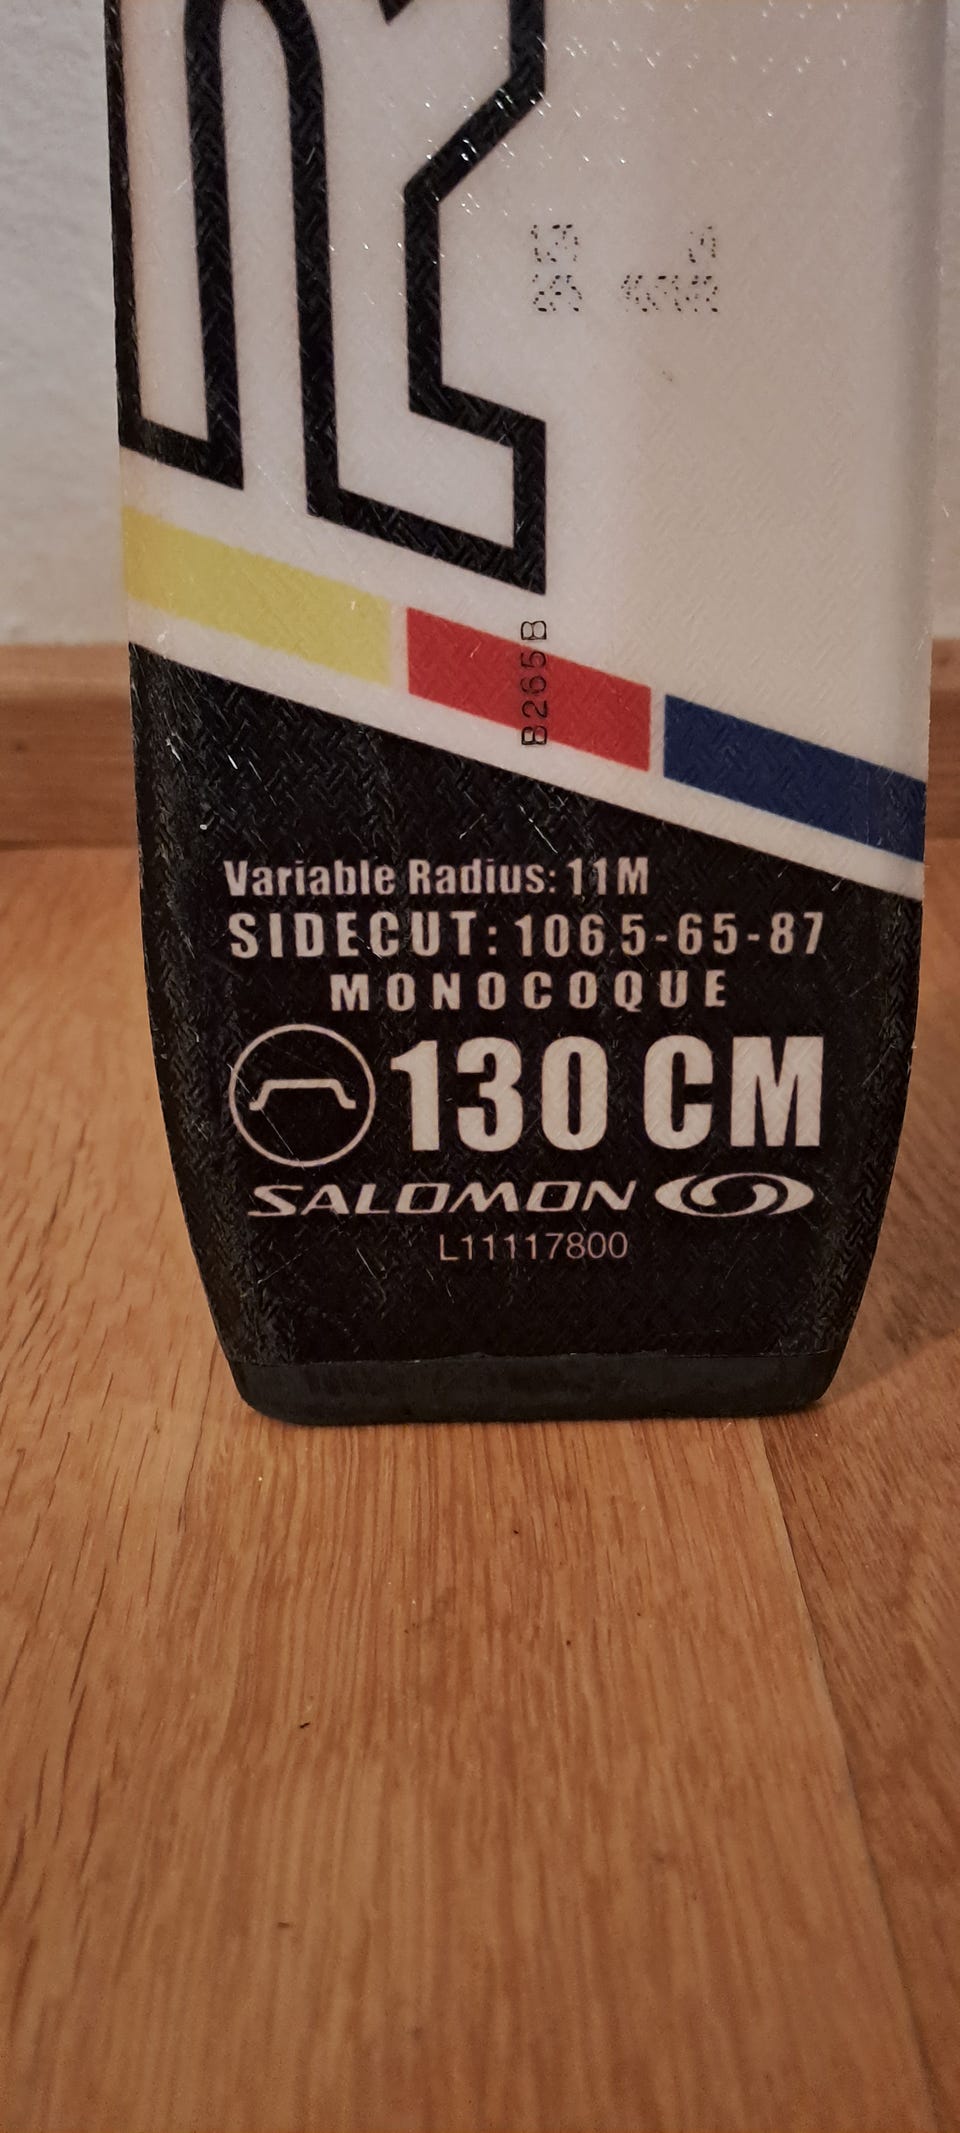 B265B
Variable Radius: 11M
SIDECUT: 106 5-65-87
MONOCOQUE
130 CM
SALOMON
L11117800